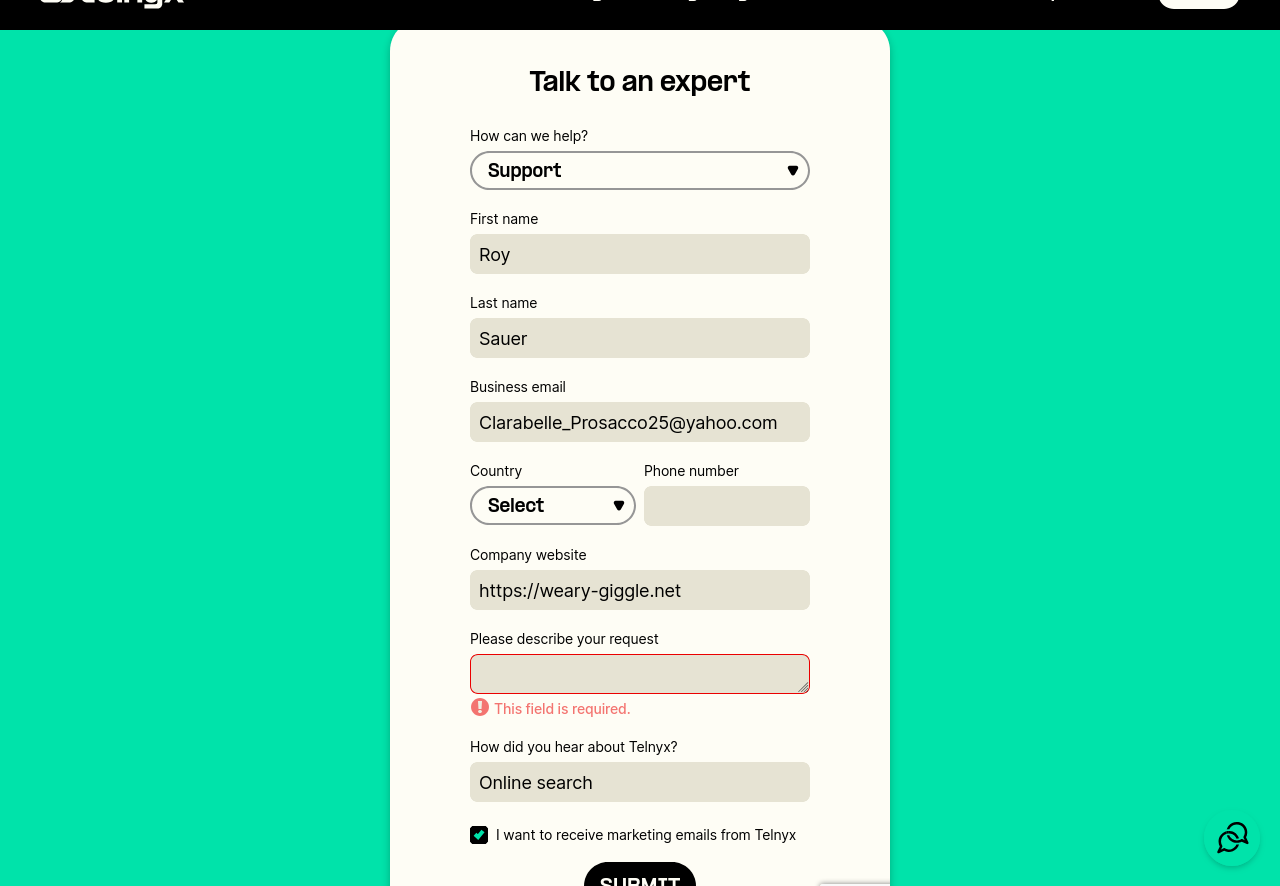 Talk to an expert
How can we help?
Support
First name
Roy
Last name
Sauer
Business email
Clarabelle_Prosacco25@yahoo.com
Country
Phone number
Select
Company website
https://weary-giggle.net
Please describe your request
This field is required.
How did you hear about Telnyx?
Online search
I want to receive marketing emails from Telnyx
SUBMIT